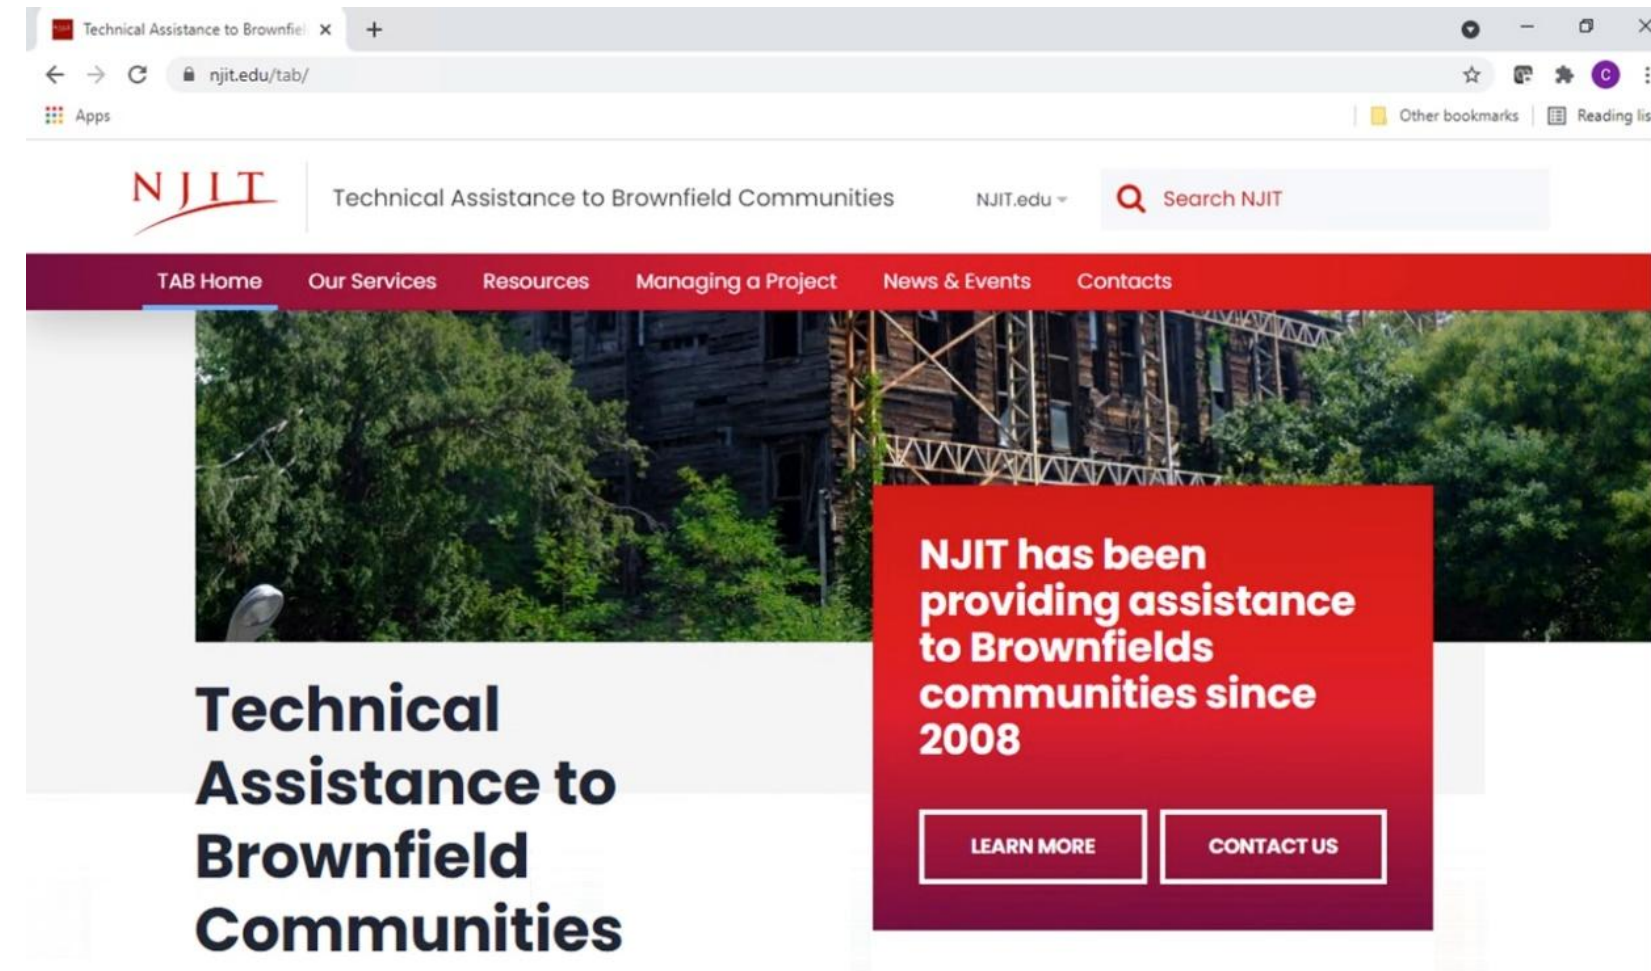 Technical Assistance to Brownfiel
njit.edu/tab/
C
Apps
Other bookmarks
Reading lis
NJIT
Technical Assistance to Brownfield Communities
NJIT.edu
Search NJIT
TAB Home
Our Services
Resources
Managing a Project
News & Events
Contacts
NJIT has been
providing assistance
to Brownfields
communities since
2008
LEARN MORE
CONTACT US
Technical
Assistance to
Brownfield
Communities